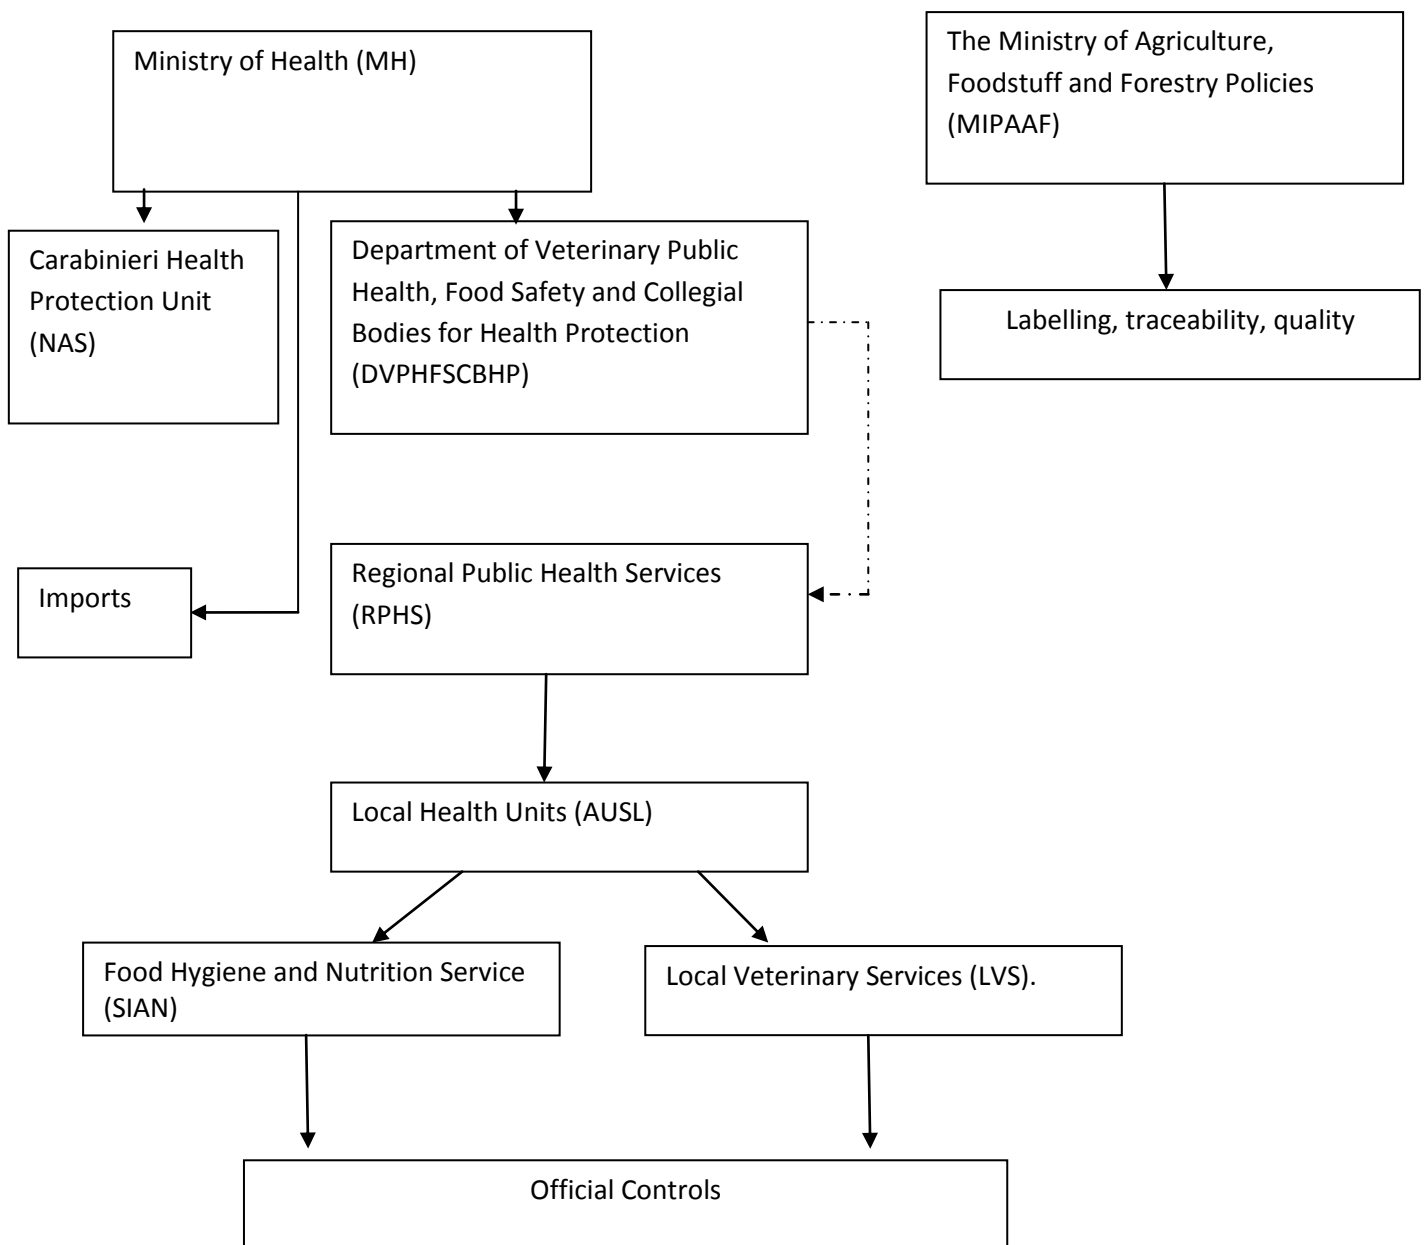 Ministry of Health (MH)
The Ministry of Agriculture,
Foodstuff and Forestry Policies
(MIPAAF)
Carabinieri Health
Protection Unit
(NAS)
Department of Veterinary Public
Health, Food Safety and Collegial
Bodies for Health Protection
(DVPHFSCBHP)
Labelling, traceability, quality
Imports
Regional Public Health Services
(RPHS)
Local Health Units (AUSL)
Food Hygiene and Nutrition Service
(SIAN)
Local Veterinary Services (LVS).
Official Controls